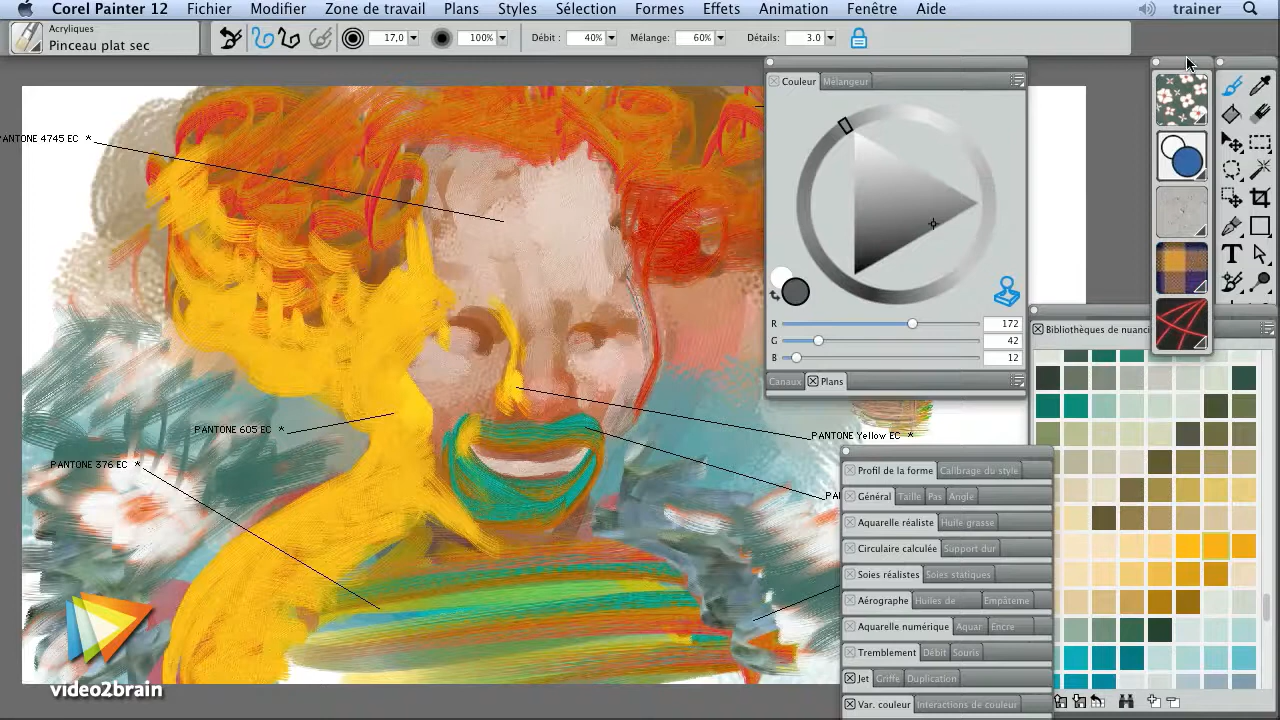 Corel Painter 12 Fichier Modifier Zone de travail Plans Styles Sélection Formes Effets Animation Fenêtre Aide trainer
Acryliques
Pinceau plat sec
17,0 100% Débit : 40% Mélange: 60% Détails: 3.0
Couleur Mélangeur
PANTONE 4745 EC *
R 172
G 42
B 12
Bibliothèques de nuanc
Canaux Plans
PANTONE 605 EC *
PANTONE Yellow EC *
PANTONE 376 EC *
PA
Profil de la forme Calibrage du style
Général Taille Pas Angle
Aquarelle réaliste Huile grasse
Circulaire calculée Support dur
Soies réalistes Soies statiques
Aérographe Huiles de Empâteme
Aquarelle numérique Aquar Encre
Tremblement Débit Souris
Jet Griffe Duplication
Var. couleur Interactions de couleur
video2brain